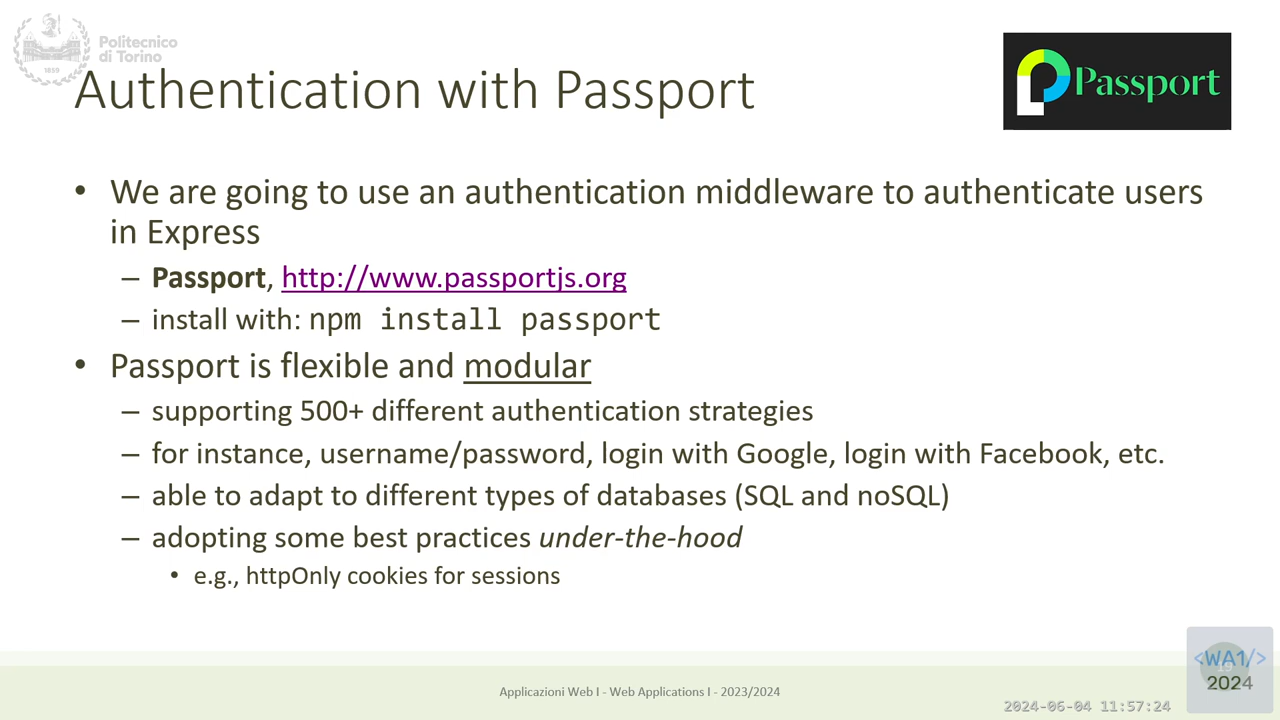 Politecnico
di Torino
1859
Authentication with Passport
Passport
• We are going to use an authentication middleware to authenticate users
in Express
– Passport, http://www.passportjs.org
– install with: npm install passport
• Passport is flexible and modular
– supporting 500+ different authentication strategies
– for instance, username/password, login with Google, login with Facebook, etc.
– able to adapt to different types of databases (SQL and noSQL)
– adopting some best practices under-the-hood
• e.g., httpOnly cookies for sessions
Applicazioni Web I - Web Applications I - 2023/2024
<WA1/>
2024
2024-06-04 11:57:24